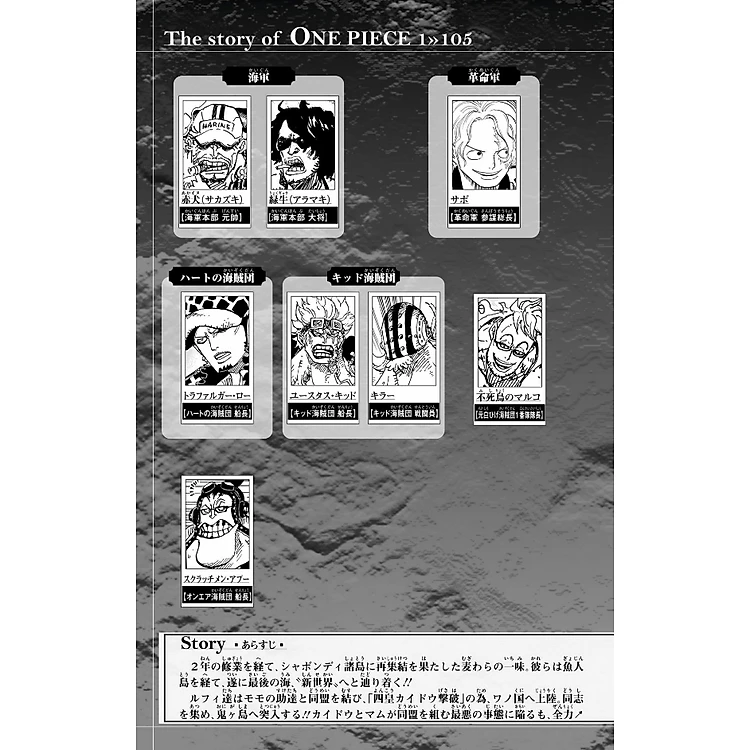 The story of ONE PIECE 1»105
海軍
革命軍
MARINE
赤犬(サカズキ)
[海軍本部 元帥]
緑牛(アラマキ)
[海軍本部 大将]
サボ
[革命軍 参謀総長]
ハートの海賊団
キッド海賊団
トラファルガー・ロー
[ハートの海賊団 船長]
ユースタス・キッド
[キッド海賊団 船長]
キラー
[キッド海賊団 戦闘員]
不死鳥のマルコ
[元白ひげ海賊団1番隊隊長]
スクラッチメン・アプー
[オンエア海賊団 船長]
Story ・あらすじ・
2年の修業を経て、シャボンディ諸島に再集結を果たした麦わらの一味。彼らは魚人
島を経て、遂に最後の海、“新世界”へと辿り着く!!
ルフィ達はモモの助達と同盟を結び、「四皇カイドウ撃破」の為、ワノ国へ上陸。同志
を集め、鬼ヶ島へ突入する!!カイドウとマムが同盟を組む最悪の事態に陥るも、全力↗